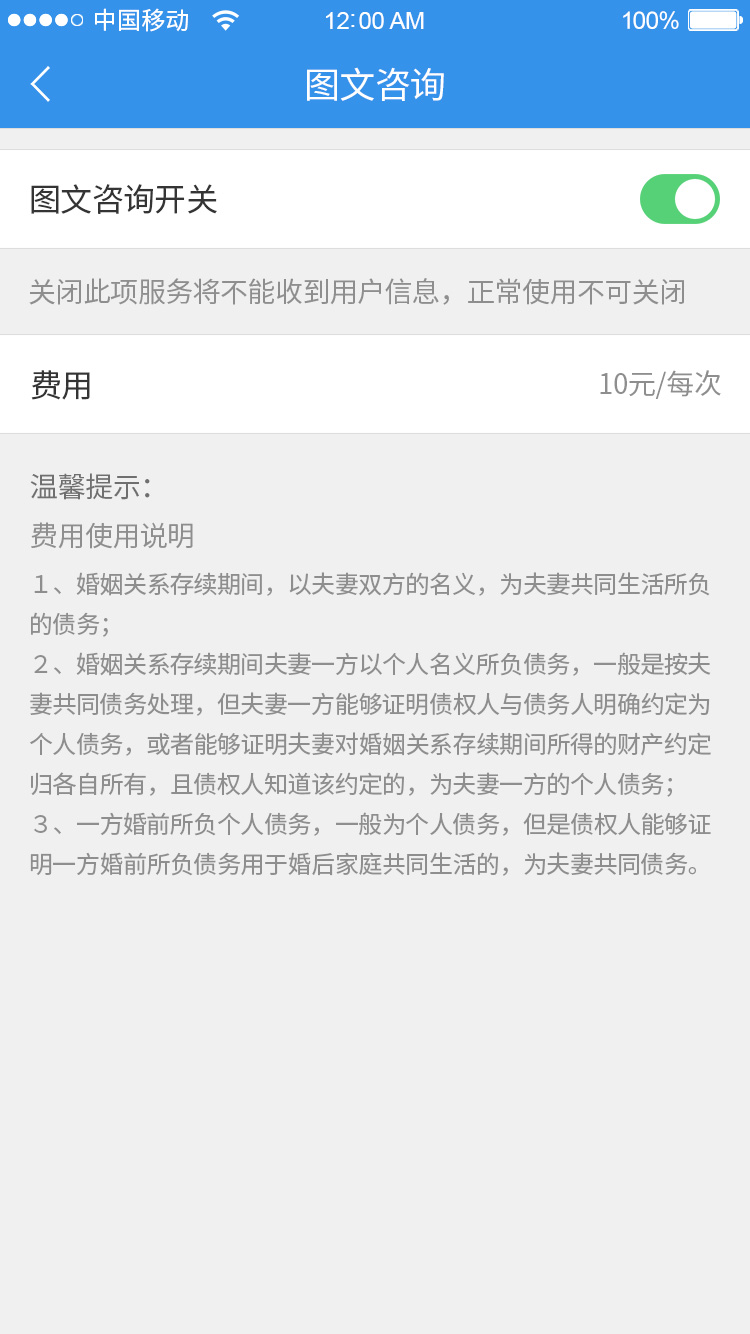 中国移动 12:00 AM 100%
图文咨询
图文咨询开关
关闭此项服务将不能收到用户信息，正常使用不可关闭
费用 10元/每次
温馨提示：
费用使用说明
１、婚姻关系存续期间，以夫妻双方的名义，为夫妻共同生活所负
的债务；
２、婚姻关系存续期间夫妻一方以个人名义所负债务，一般是按夫
妻共同债务处理，但夫妻一方能够证明债权人与债务人明确约定为
个人债务，或者能够证明夫妻对婚姻关系存续期间所得的财产约定
归各自所有，且债权人知道该约定的，为夫妻一方的个人债务；
３、一方婚前所负个人债务，一般为个人债务，但是债权人能够证
明一方婚前所负债务用于婚后家庭共同生活的，为夫妻共同债务。